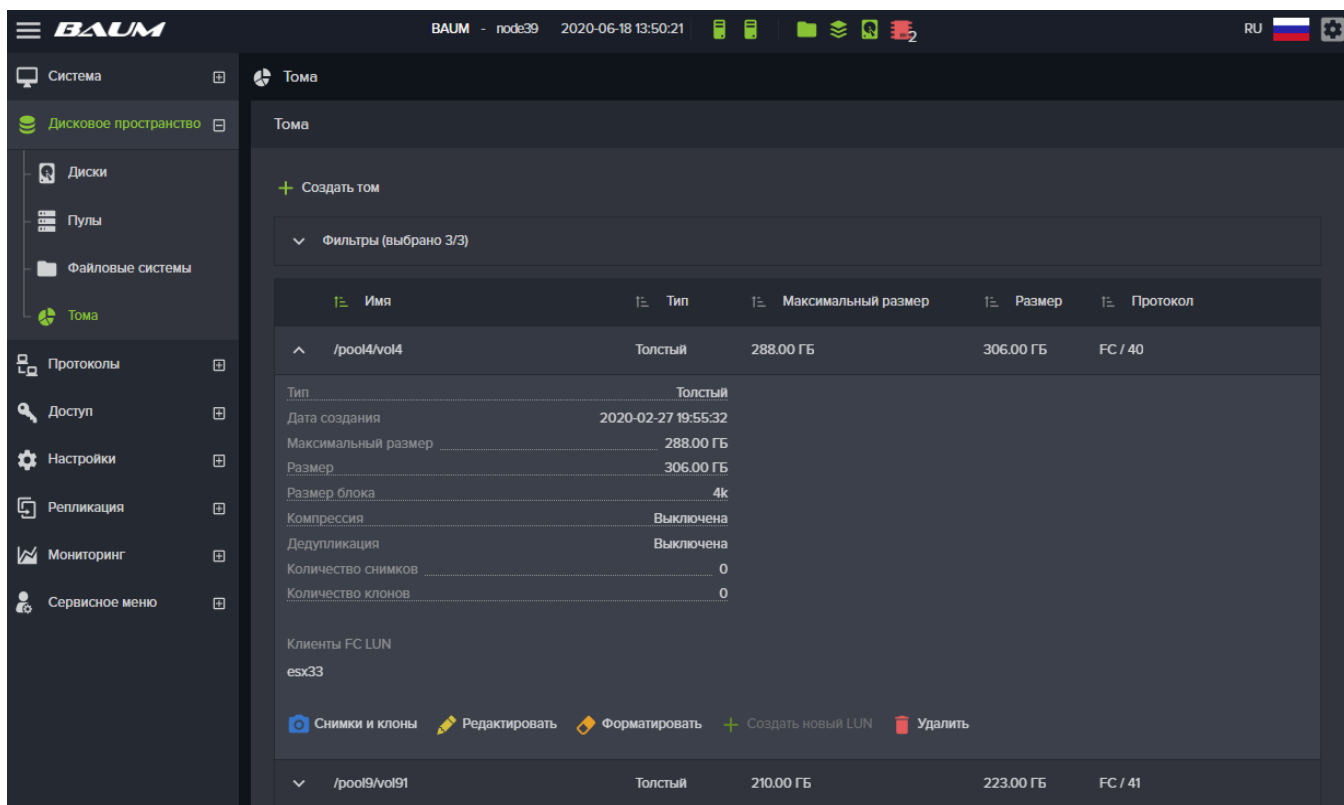 BAUM
BAUM - node39 2020-06-18 13:50:21 2 RU
Система
Дисковое пространство
Диски
Пулы
Файловые системы
Тома
Протоколы
Доступ
Настройки
Репликация
Мониторинг
Сервисное меню
Тома
Тома
Создать том
Фильтры (выбрано 3/3)
Имя Тип Максимальный размер Размер Протокол
/pool4/vol4 Толстый 288.00 ГБ 306.00 ГБ FC / 40
Тип Толстый
Дата создания 2020-02-27 19:55:32
Максимальный размер 288.00 ГБ
Размер 306.00 ГБ
Размер блока 4k
Компрессия Выключена
Дедупликация Выключена
Количество снимков 0
Количество клонов 0
Клиенты FC LUN
esx33
Снимки и клоны Редактировать Форматировать Создать новый LUN Удалить
/pool9/vol91 Толстый 210.00 ГБ 223.00 ГБ FC / 41